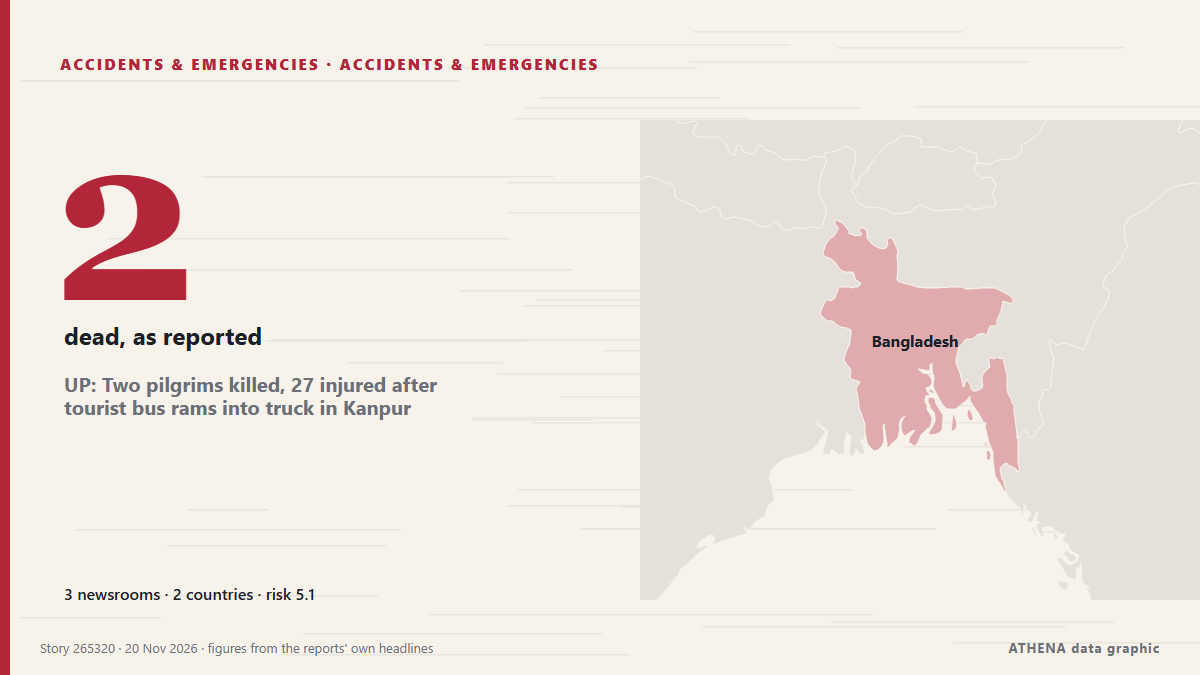 ACCIDENTS & EMERGENCIES · ACCIDENTS & EMERGENCIES
2
dead, as reported
UP: Two pilgrims killed, 27 injured after
tourist bus rams into truck in Kanpur
Bangladesh
3 newsrooms · 2 countries · risk 5.1
Story 265320 · 20 Nov 2026 · figures from the reports' own headlines
ATHENA data graphic